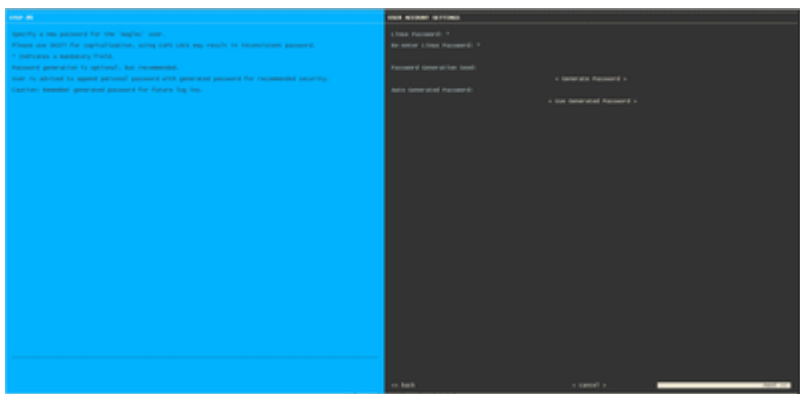 STEP #6
Specify a new password for the 'maglev' user.
Please use SHIFT for capitalization, using CAPS LOCK may result in inconsistent password.
* Indicates a mandatory field.
Password generation is optional, but recommended.
User is advised to append personal password with generated password for recommended security.
Caution: Remember generated password for future log ins.
USER ACCOUNT SETTINGS
Linux Password: *
Re-enter Linux Password: *
Password Generation Seed:
< Generate Password >
Auto Generated Password:
< Use Generated Password >
<< back
< cancel >